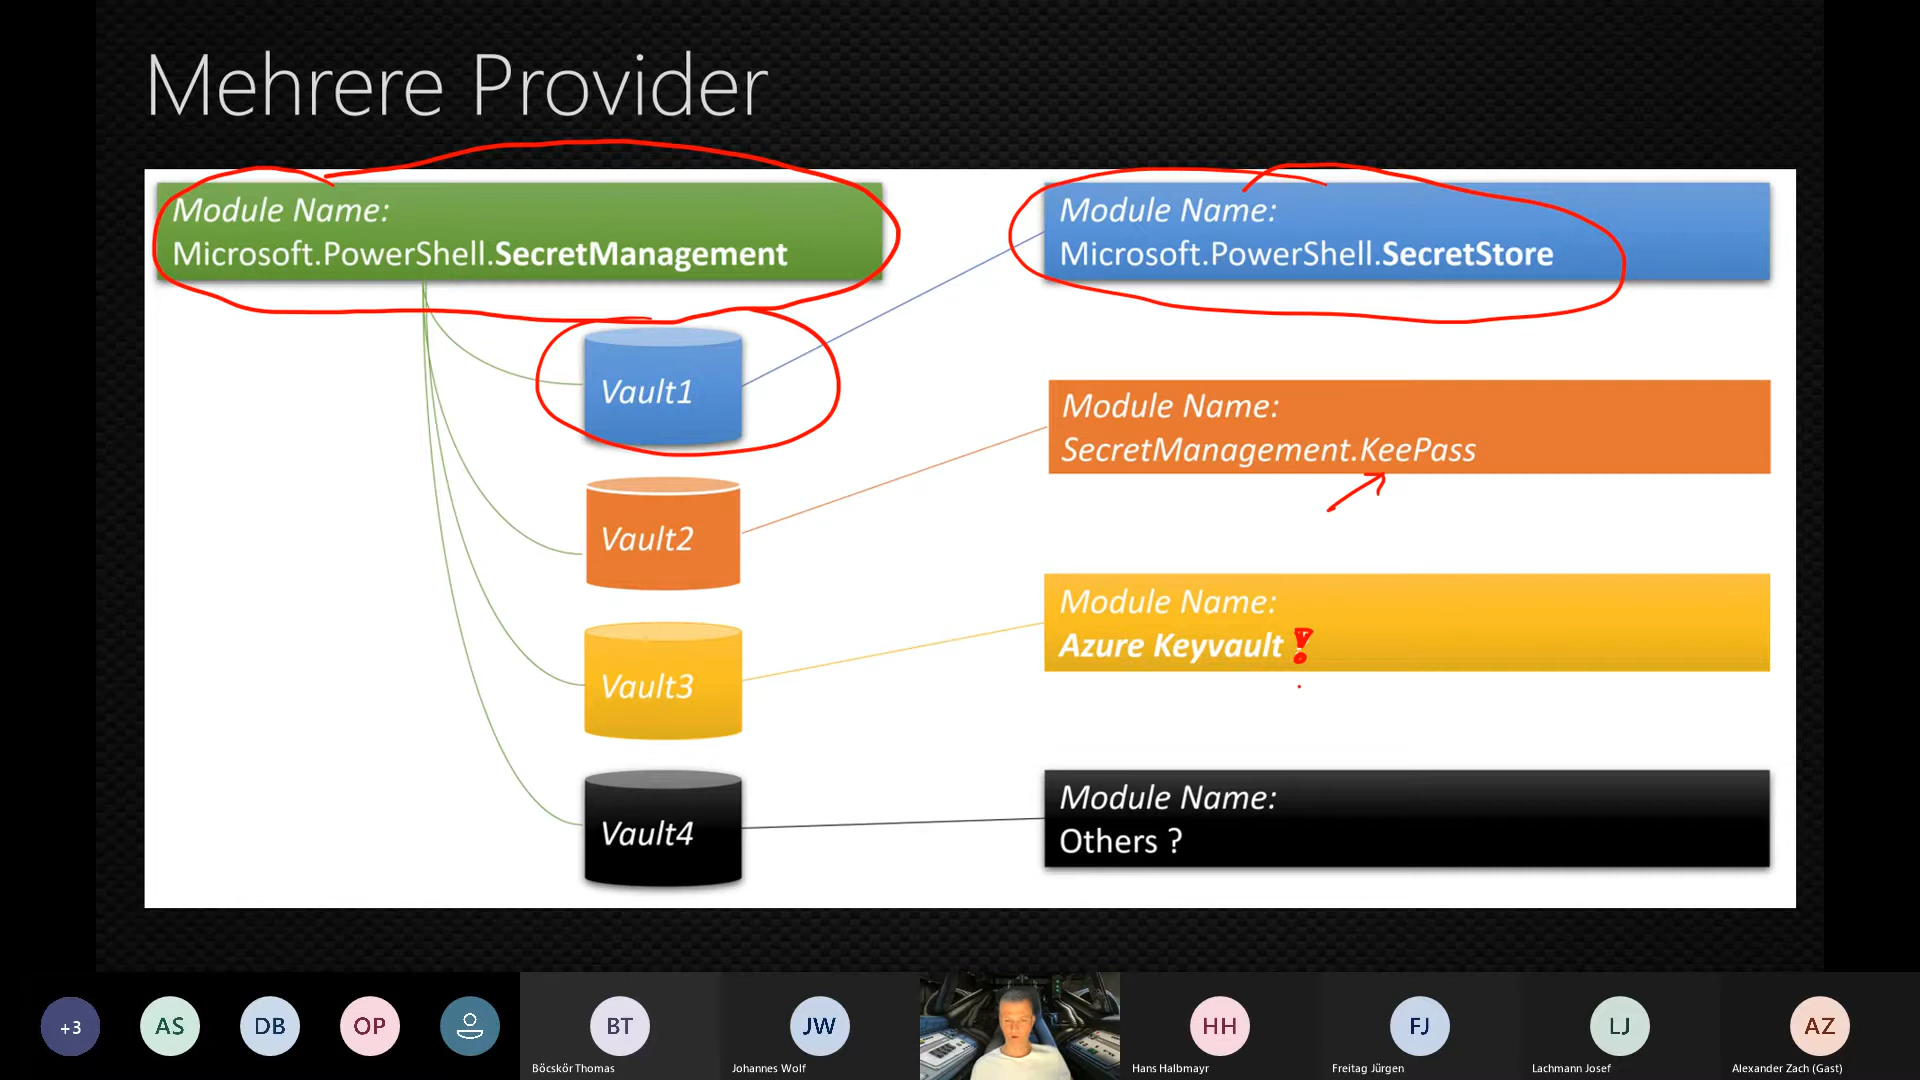 Mehrere Provider
Module Name:
Microsoft.PowerShell.SecretManagement
Module Name:
Microsoft.PowerShell.SecretStore
Vault1
Module Name:
SecretManagement.KeePass
Vault2
Module Name:
Azure Keyvault !
Vault3
Module Name:
Others ?
Vault4
+3
AS
DB
OP
BT
JW
HH
FJ
LJ
AZ
Böcskör Thomas
Johannes Wolf
Hans Halbmayr
Freitag Jürgen
Lachmann Josef
Alexander Zach (Gast)